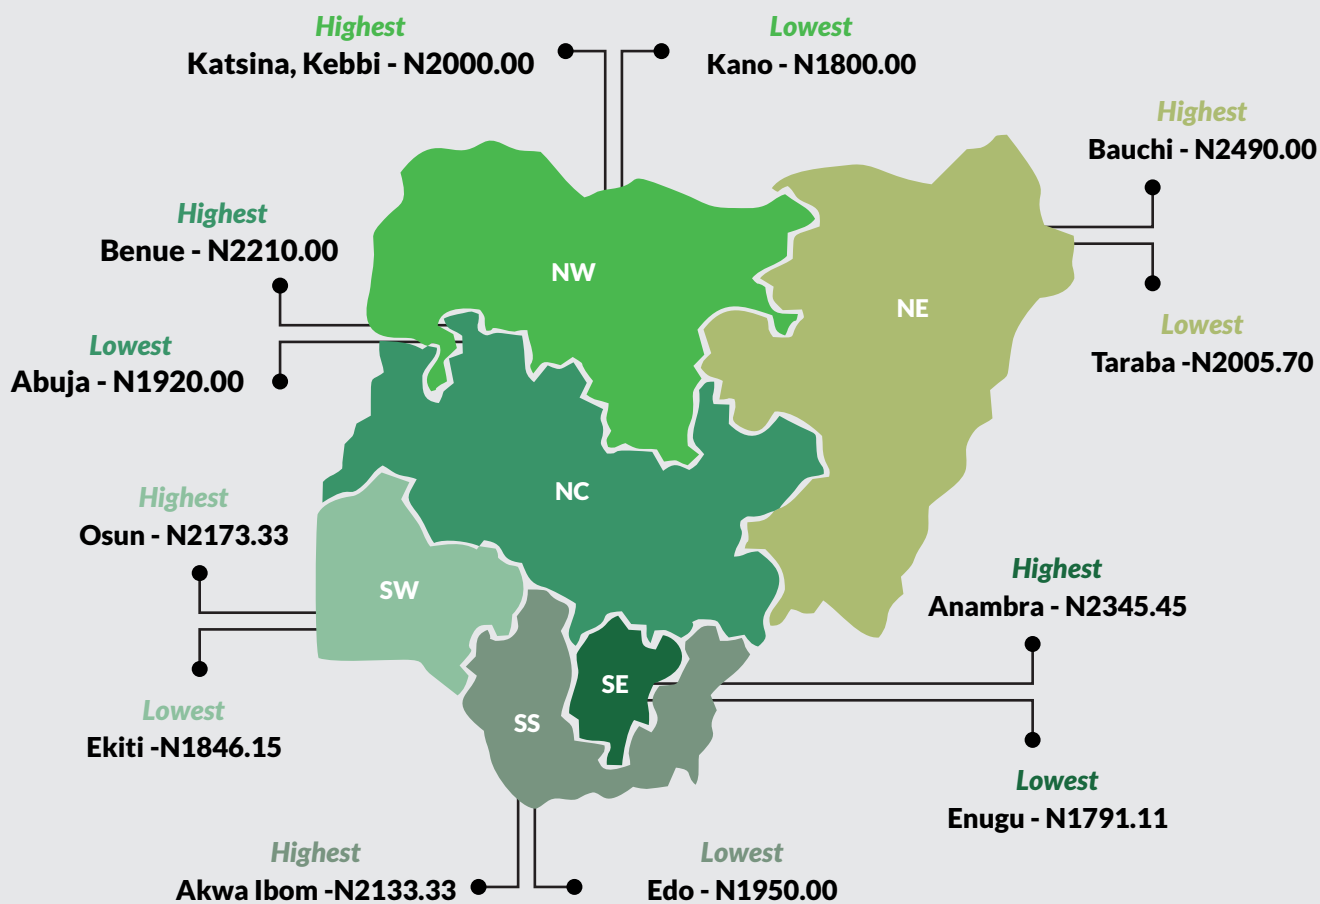 Highest
Katsina, Kebbi - N2000.00
Lowest
Kano - N1800.00
Highest
Bauchi - N2490.00
Highest
Benue - N2210.00
NW
NE
Lowest
Abuja - N1920.00
Lowest
Taraba -N2005.70
NC
Highest
Osun - N2173.33
SW
Highest
Anambra - N2345.45
SE
SS
Lowest
Ekiti -N1846.15
Lowest
Enugu - N1791.11
Highest
Akwa Ibom -N2133.33
Lowest
Edo - N1950.00